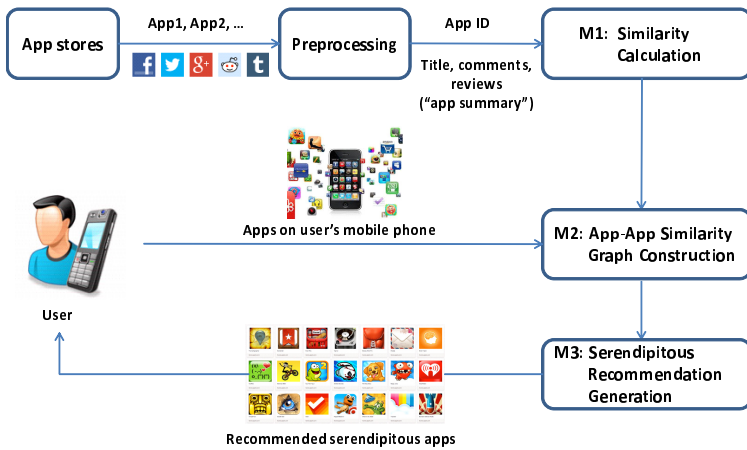 App stores
App1, App2, ...
f
g+
t
Preprocessing
App ID
Title, comments,
reviews
("app summary")
M1: Similarity
Calculation
Apps on user's mobile phone
M2: App-App Similarity
Graph Construction
User
M3: Serendipitous
Recommendation
Generation
Recommended serendipitous apps